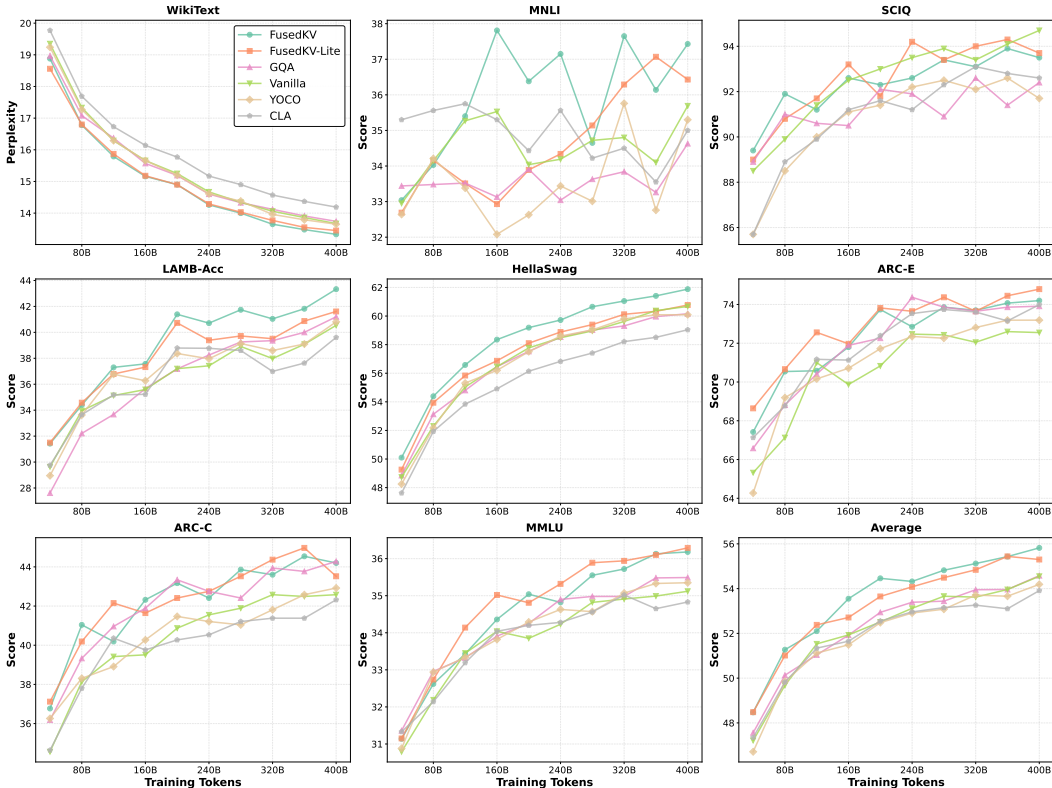 WikiText
MNLI
SCIQ
Perplexity
20
19
18
17
16
15
14
FusedKV
FusedKV-Lite
GQA
Vanilla
YOCO
CLA
80B 160B 240B 320B 400B
Score
38
37
36
35
34
33
32
80B 160B 240B 320B 400B
Score
94
92
90
88
86
80B 160B 240B 320B 400B
LAMB-Acc
HellaSwag
ARC-E
Score
44
42
40
38
36
34
32
30
28
80B 160B 240B 320B 400B
Score
62
60
58
56
54
52
50
48
80B 160B 240B 320B 400B
Score
74
72
70
68
66
64
80B 160B 240B 320B 400B
ARC-C
MMLU
Average
Score
44
42
40
38
36
80B 160B 240B 320B 400B
Training Tokens
Score
36
35
34
33
32
31
80B 160B 240B 320B 400B
Training Tokens
Score
56
54
52
50
48
80B 160B 240B 320B 400B
Training Tokens